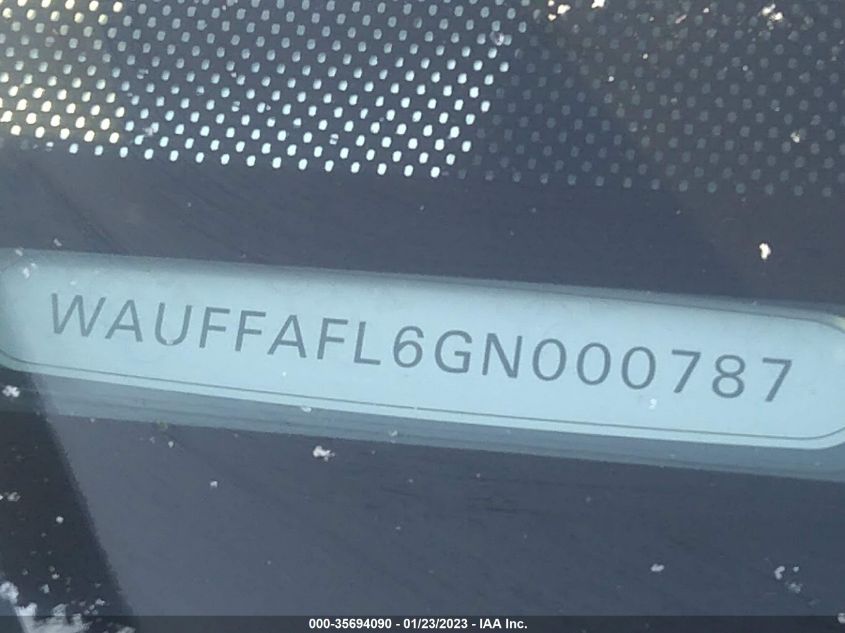 WAUFFAFL6GN000787
000-35694090 - 01/23/2023 - IAA Inc.